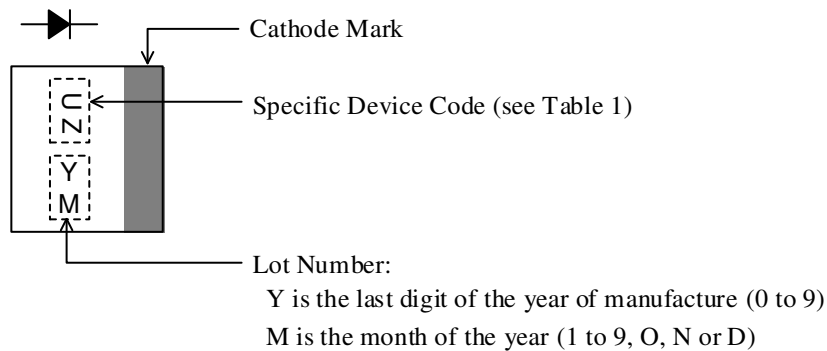 Cathode Mark
UN
Specific Device Code (see Table 1)
Y
M
Lot Number:
Y is the last digit of the year of manufacture (0 to 9)
M is the month of the year (1 to 9, O, N or D)